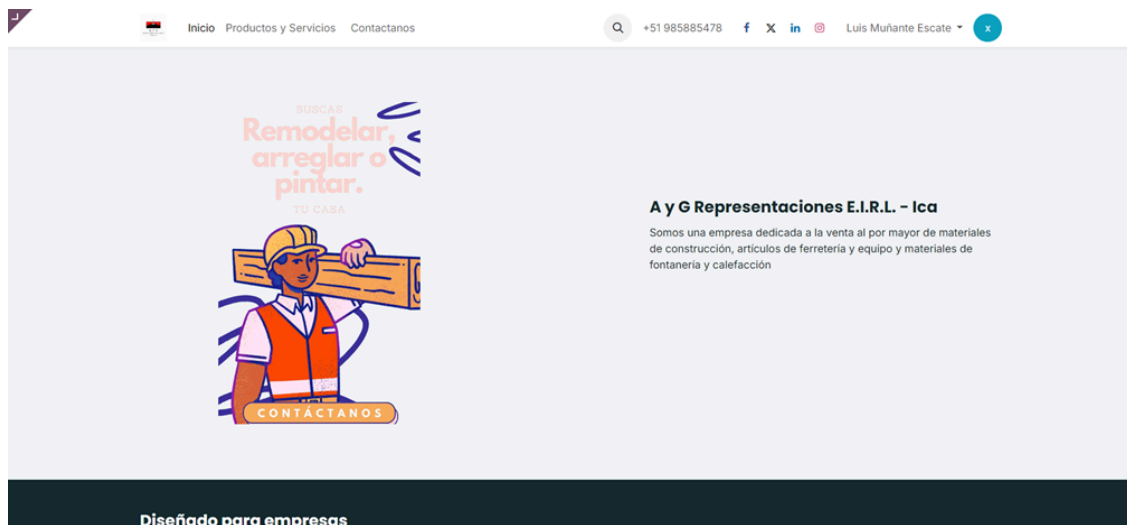 Inicio Productos y Servicios Contactanos
+51 985885478
f X in
Luis Muñante Escate
x
BUSCAS
Remodelar,
arreglar o
pintar.
TU CASA
CONTÁCTANOS
A y G Representaciones E.I.R.L. - Ica
Somos una empresa dedicada a la venta al por mayor de materiales
de construcción, artículos de ferretería y equipo y materiales de
fontanería y calefacción
Diseñado para empresas